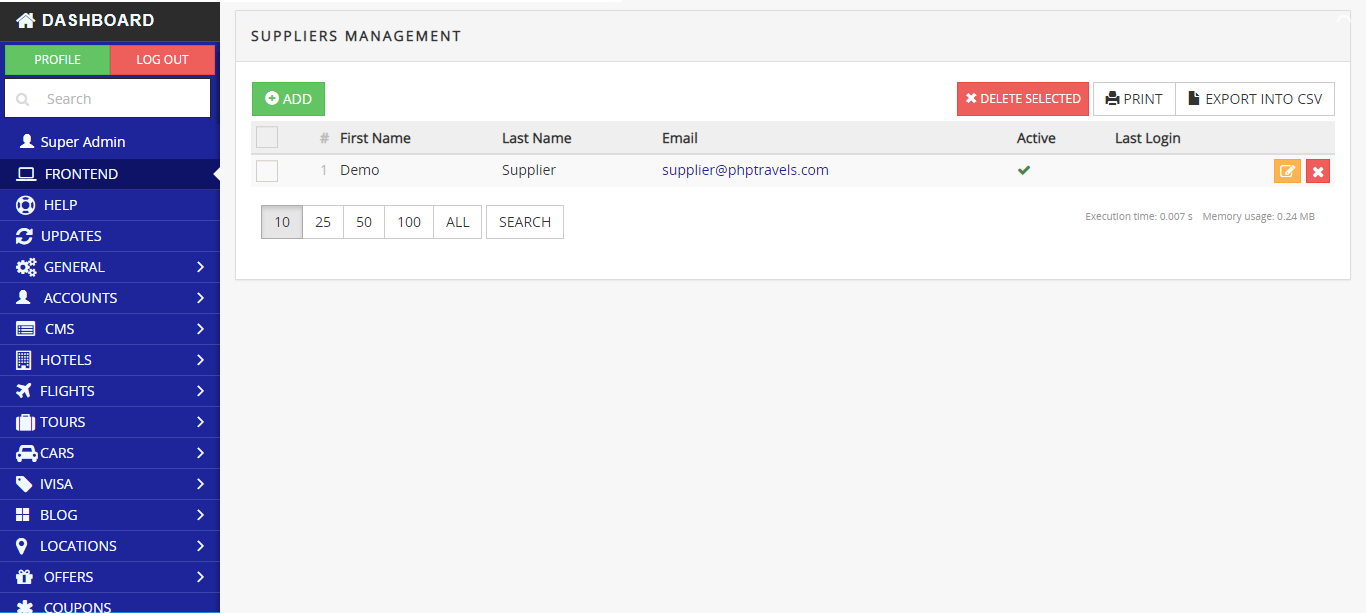 DASHBOARD
PROFILE LOG OUT
Search
Super Admin
FRONTEND
HELP
UPDATES
GENERAL
ACCOUNTS
CMS
HOTELS
FLIGHTS
TOURS
CARS
IVISA
BLOG
LOCATIONS
OFFERS
COUPONS
SUPPLIERS MANAGEMENT
ADD DELETE SELECTED PRINT EXPORT INTO CSV
# First Name Last Name Email Active Last Login
1 Demo Supplier supplier@phptravels.com
10 25 50 100 ALL SEARCH
Execution time: 0.007 s Memory usage: 0.24 MB